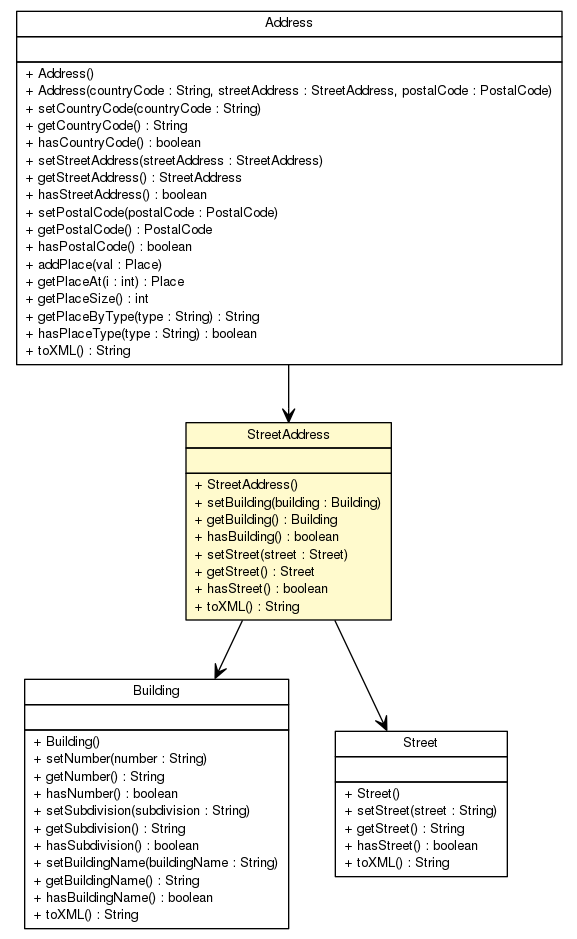 Address
+ Address()
+ Address(countryCode : String, streetAddress : StreetAddress, postalCode : PostalCode)
+ setCountryCode(countryCode : String)
+ getCountryCode() : String
+ hasCountryCode() : boolean
+ setStreetAddress(streetAddress : StreetAddress)
+ getStreetAddress() : StreetAddress
+ hasStreetAddress() : boolean
+ setPostalCode(postalCode : PostalCode)
+ getPostalCode() : PostalCode
+ hasPostalCode() : boolean
+ addPlace(val : Place)
+ getPlaceAt(i : int) : Place
+ getPlaceSize() : int
+ getPlaceByType(type : String) : String
+ hasPlaceType(type : String) : boolean
+ toXML() : String
StreetAddress
+ StreetAddress()
+ setBuilding(building : Building)
+ getBuilding() : Building
+ hasBuilding() : boolean
+ setStreet(street : Street)
+ getStreet() : Street
+ hasStreet() : boolean
+ toXML() : String
Building
+ Building()
+ setNumber(number : String)
+ getNumber() : String
+ hasNumber() : boolean
+ setSubdivision(subdivision : String)
+ getSubdivision() : String
+ hasSubdivision() : boolean
+ setBuildingName(buildingName : String)
+ getBuildingName() : String
+ hasBuildingName() : boolean
+ toXML() : String
Street
+ Street()
+ setStreet(street : String)
+ getStreet() : String
+ hasStreet() : boolean
+ toXML() : String